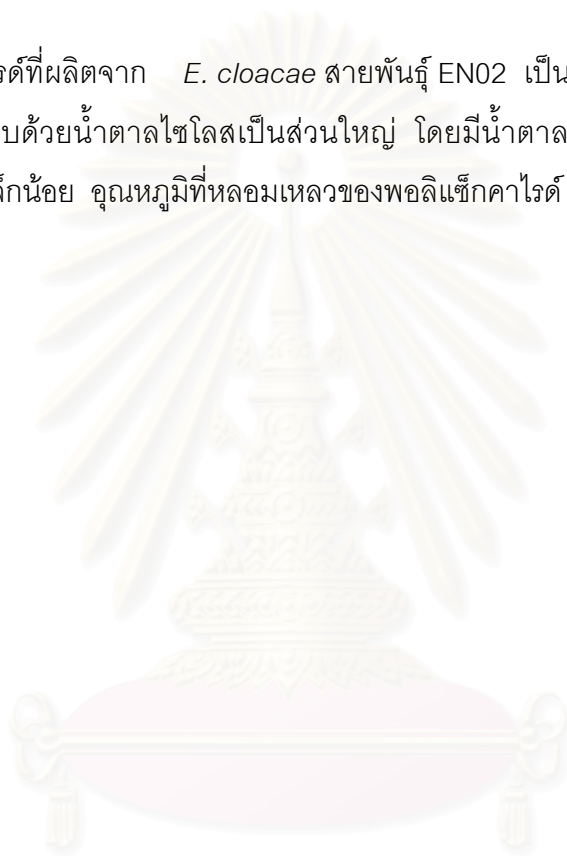 รด์ที่ผลิตจาก E. cloacae สายพันธุ์ EN02 เป็น
บด้วยน้ำตาลไซโลสเป็นส่วนใหญ่ โดยมีน้ำตาล
ล็กน้อย อุณหภูมิที่หลอมเหลวของพอลิแซ็กคาไรด์